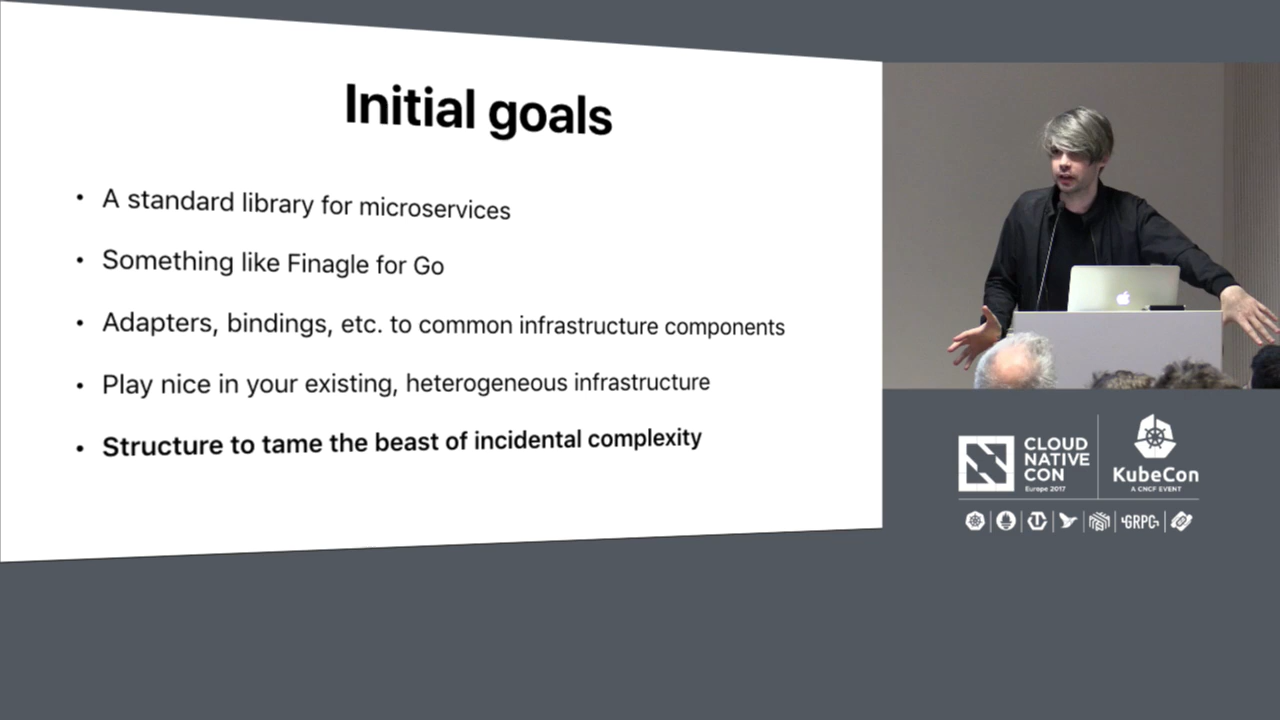 Initial goals
• A standard library for microservices
• Something like Finagle for Go
• Adapters, bindings, etc. to common infrastructure components
• Play nice in your existing, heterogeneous infrastructure
• Structure to tame the beast of incidental complexity
CLOUD
NATIVE
CON
Europe 2017
KubeCon
A CNCF EVENT
GRPC